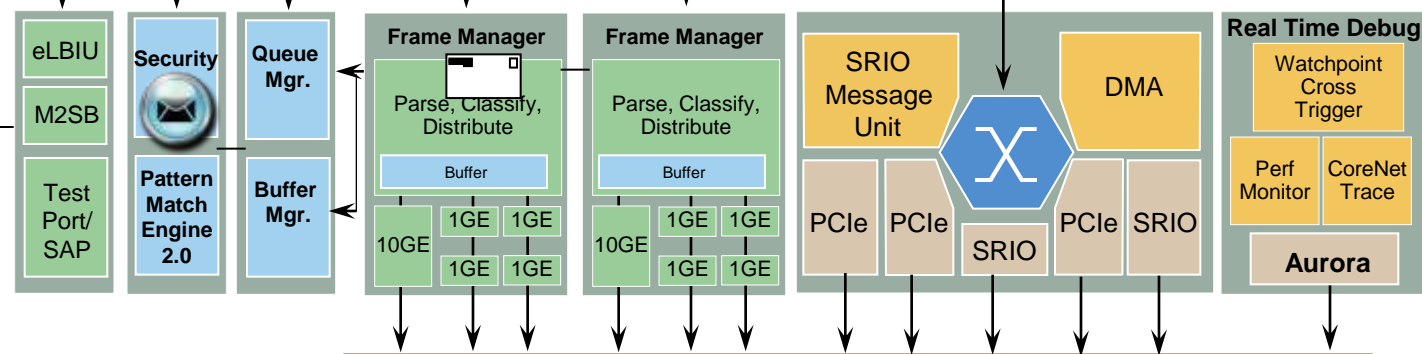 eLBIU
M2SB
Test
Port/
SAP
Security
Pattern
Match
Engine
2.0
Queue
Mgr.
Buffer
Mgr.
Frame Manager
Parse, Classify,
Distribute
Buffer
10GE
1GE
1GE
1GE
1GE
Frame Manager
Parse, Classify,
Distribute
Buffer
10GE
1GE
1GE
1GE
1GE
SRIO
Message
Unit
DMA
PCIe
PCIe
SRIO
PCIe
SRIO
Real Time Debug
Watchpoint
Cross
Trigger
Perf
Monitor
CoreNet
Trace
Aurora